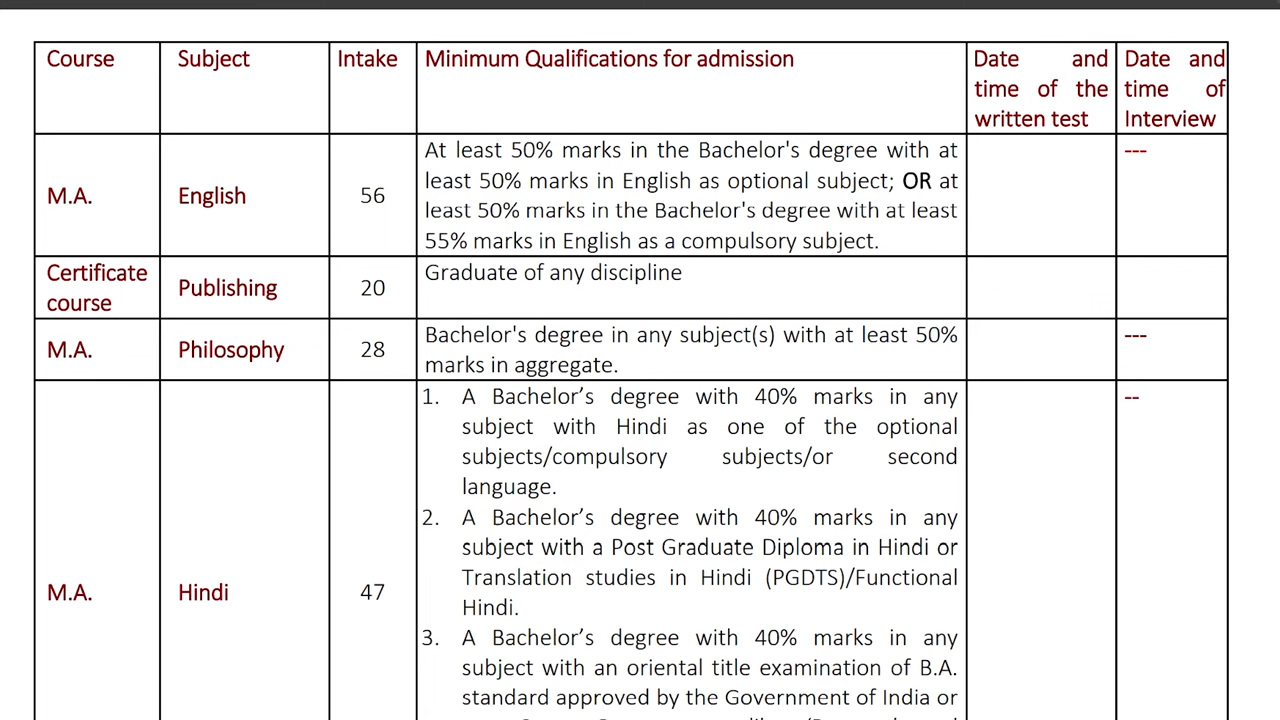 Course Subject Intake Minimum Qualifications for admission Date and time of the written test Date and time of Interview
M.A. English 56 At least 50% marks in the Bachelor's degree with at
least 50% marks in English as optional subject; OR at
least 50% marks in the Bachelor's degree with at least
55% marks in English as a compulsory subject.
---
Certificate course Publishing 20 Graduate of any discipline
M.A. Philosophy 28 Bachelor's degree in any subject(s) with at least 50%
marks in aggregate.
---
M.A. Hindi 47
1. A Bachelor’s degree with 40% marks in any
subject with Hindi as one of the optional
subjects/compulsory subjects/or second
language.
2. A Bachelor’s degree with 40% marks in any
subject with a Post Graduate Diploma in Hindi or
Translation studies in Hindi (PGDTS)/Functional
Hindi.
3. A Bachelor’s degree with 40% marks in any
subject with an oriental title examination of B.A.
standard approved by the Government of India or
--